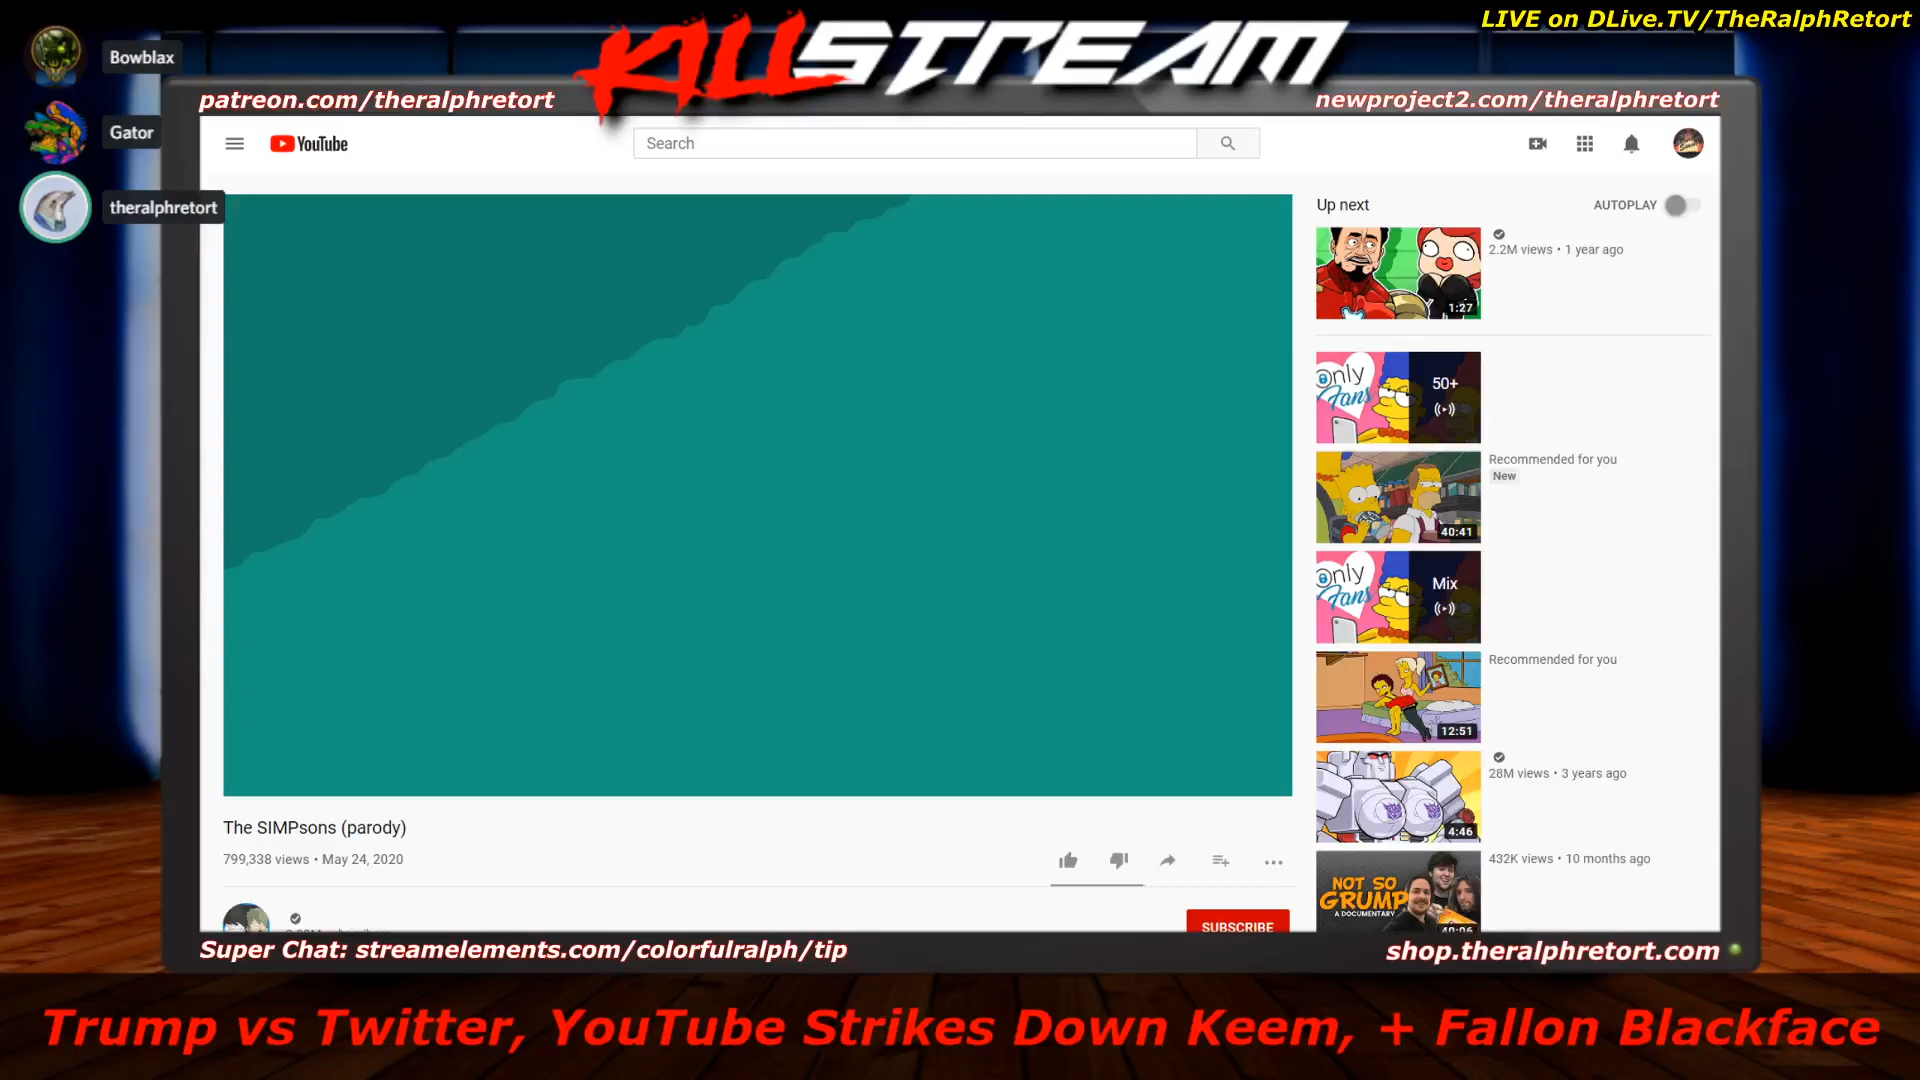 LIVE on DLive.TV/TheRalphRetort
KILLSTREAM
Bowblax
Gator
theralphretort
patreon.com/theralphretort
newproject2.com/theralphretort
YouTube
Search
Up next
AUTOPLAY
2.2M views • 1 year ago
1:27
Only Fans
50+
Recommended for you
New
40:41
Only Fans
Mix
Recommended for you
12:51
28M views • 3 years ago
4:46
The SIMPsons (parody)
799,338 views • May 24, 2020
432K views • 10 months ago
NOT SO
GRUMP
A DOCUMENTARY
SUBSCRIBE
Super Chat: streamelements.com/colorfulralph/tip
shop.theralphretort.com
Trump vs Twitter, YouTube Strikes Down Keem, + Fallon Blackface